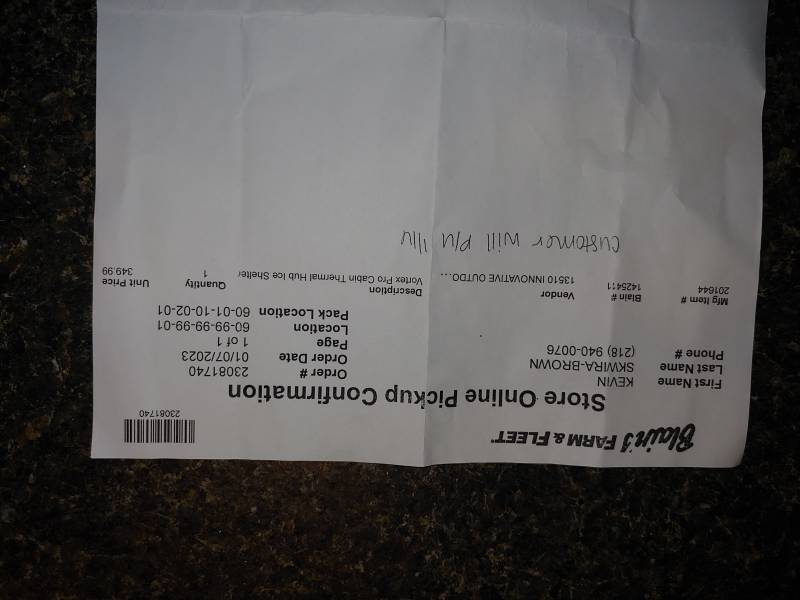 Blain's FARM & FLEET
23081740
Store Online Pickup Confirmation
First Name KEVIN
Last Name SKWIRA-BROWN
Phone # (218) 940-0076
Order # 23081740
Order Date 01/07/2023
Page 1 of 1
Location 60-99-99-99-01
Pack Location 60-01-10-02-01
Mfg Item # Blain# Vendor Description Quantity Unit Price
201644 1425411 13510 INNOVATIVE OUTDO... Vortex Pro Cabin Thermal Hub Ice Shelter 1 349.99
customer will p/u